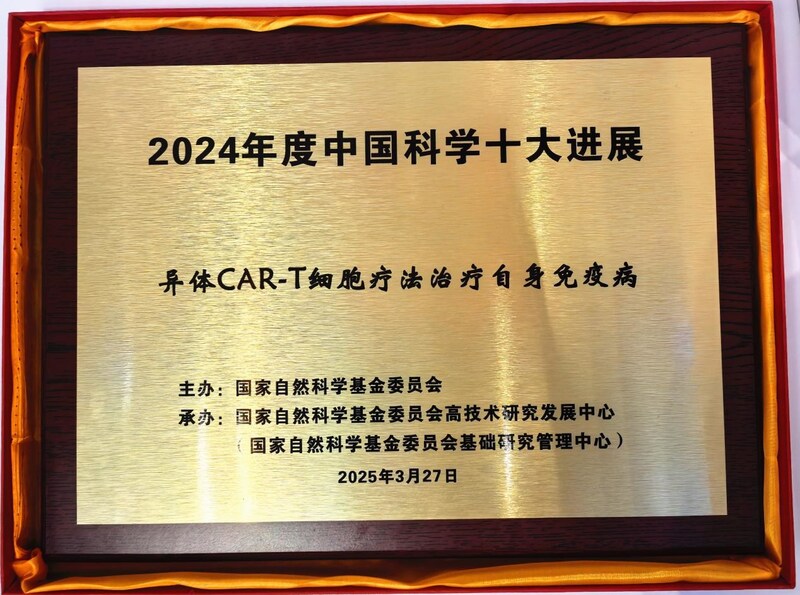 2024年度中国科学十大进展
异体CAR-T细胞疗法治疗自身免疫病
主办：国家自然科学基金委员会
承办：国家自然科学基金委员会高技术研究发展中心
（国家自然科学基金委员会基础研究管理中心）
2025年3月27日